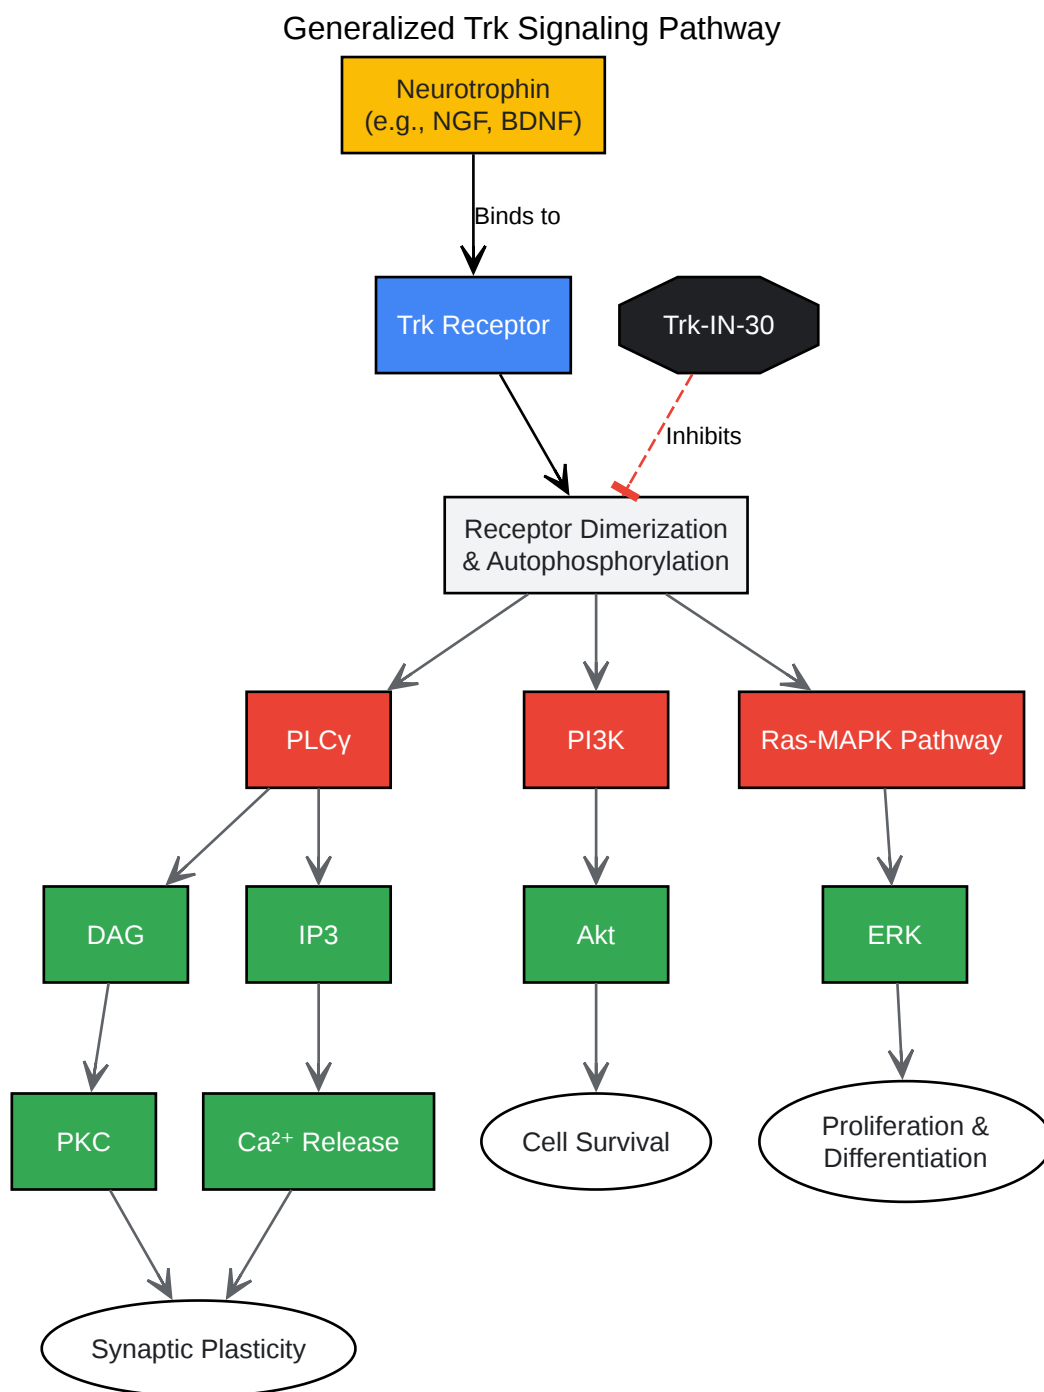 Generalized Trk Signaling Pathway
Neurotrophin
(e.g., NGF, BDNF)
Binds to
Trk Receptor
Trk-IN-30
Inhibits
Receptor Dimerization
& Autophosphorylation
PLCγ
PI3K
Ras-MAPK Pathway
DAG
IP3
Akt
ERK
PKC
Ca²⁺ Release
Cell Survival
Proliferation &
Differentiation
Synaptic Plasticity